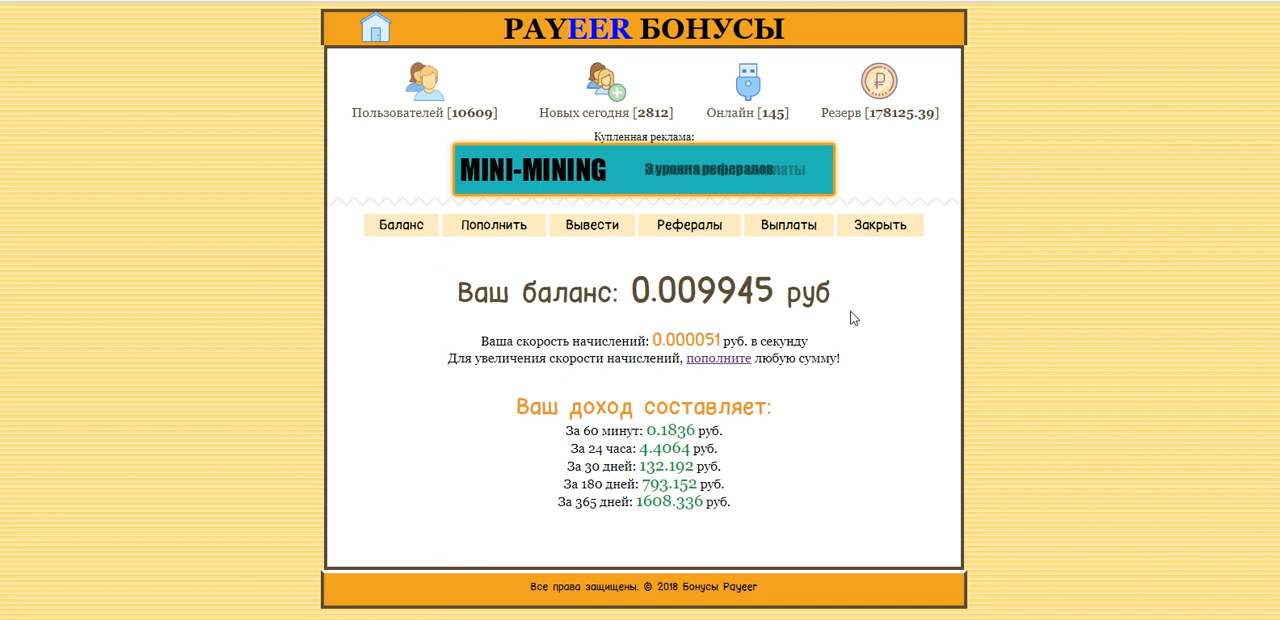 PAYEER БОНУСЫ
Пользователей [10609] Новых сегодня [2812] Онлайн [145] Резерв [178125.39]
Купленная реклама:
MINI-MINING 3 уровня рефералов
Баланс Пополнить Вывести Рефералы Выплаты Закрыть
Ваш баланс: 0.009945 руб
Ваша скорость начислений: 0.000051 руб. в секунду
Для увеличения скорости начислений, пополните любую сумму!
Ваш доход составляет:
За 60 минут: 0.1836 руб.
За 24 часа: 4.4064 руб.
За 30 дней: 132.192 руб.
За 180 дней: 793.152 руб.
За 365 дней: 1608.336 руб.
Все права защищены. © 2018 Бонусы Payeer